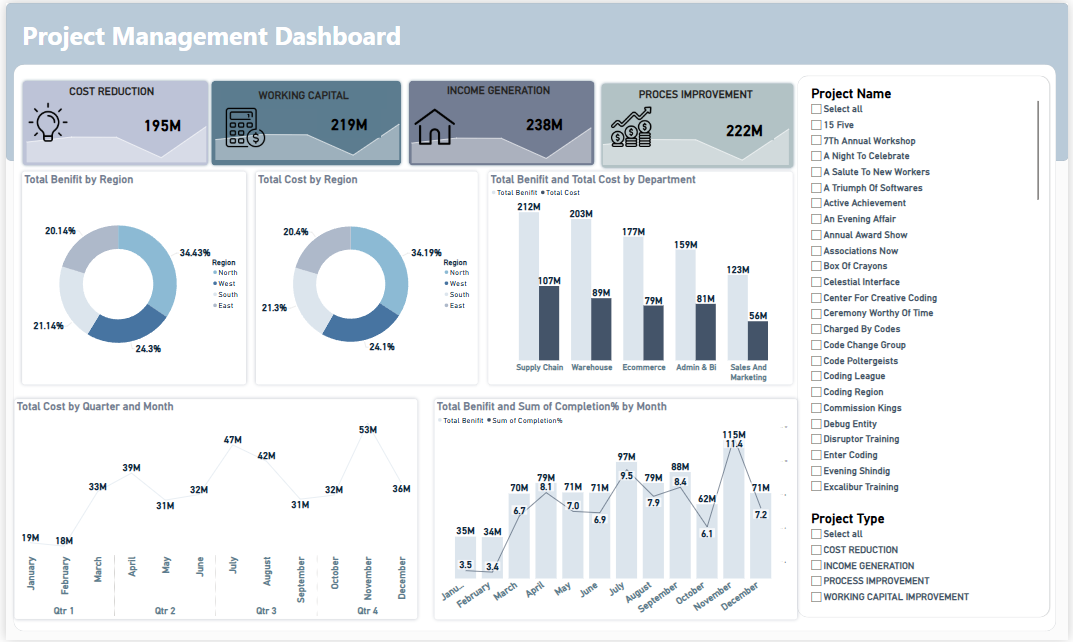 Project Management Dashboard
COST REDUCTION
195M
WORKING CAPITAL
219M
INCOME GENERATION
238M
PROCES IMPROVEMENT
222M
Total Benifit by Region
20.14%
34.43%
21.14%
24.3%
Region
North
West
South
East
Total Cost by Region
20.4%
34.19%
21.3%
24.1%
Region
North
West
South
East
Total Benifit and Total Cost by Department
Total Benifit Total Cost
212M
203M
177M
159M
123M
107M
89M
79M
81M
56M
Supply Chain
Warehouse
Ecommerce
Admin & Bi
Sales And
Marketing
Total Cost by Quarter and Month
19M
18M
33M
39M
31M
32M
47M
42M
31M
32M
53M
36M
January
February
March
April
May
June
July
August
September
October
November
December
Qtr 1
Qtr 2
Qtr 3
Qtr 4
Total Benifit and Sum of Completion% by Month
Total Benifit Sum of Completion%
35M
34M
70M
79M
71M
71M
97M
79M
88M
62M
115M
71M
3.5
3.4
6.7
8.1
7.0
6.9
9.5
7.9
8.4
6.1
11.4
7.2
Janu...
February
March
April
May
June
July
August
September
October
November
December
Project Name
Select all
15 Five
7Th Annual Workshop
A Night To Celebrate
A Salute To New Workers
A Triumph Of Softwares
Active Achievement
An Evening Affair
Annual Award Show
Associations Now
Box Of Crayons
Celestial Interface
Center For Creative Coding
Ceremony Worthy Of Time
Charged By Codes
Code Change Group
Code Poltergeists
Coding League
Coding Region
Commission Kings
Debug Entity
Disruptor Training
Enter Coding
Evening Shindig
Excalibur Training
Project Type
Select all
COST REDUCTION
INCOME GENERATION
PROCESS IMPROVEMENT
WORKING CAPITAL IMPROVEMENT